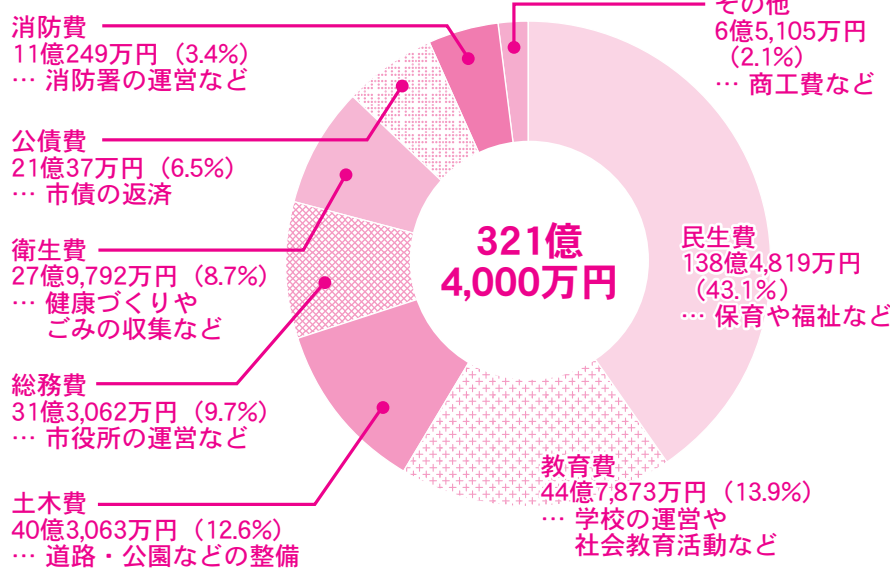 消防費
11億249万円（3.4%）
… 消防署の運営など
公債費
21億37万円（6.5%）
… 市債の返済
衛生費
27億9,792万円（8.7%）
… 健康づくりや
ごみの収集など
総務費
31億3,062万円（9.7%）
… 市役所の運営など
土木費
40億3,063万円（12.6%）
… 道路・公園などの整備
321億
4,000万円
その他
6億5,105万円
（2.1%）
… 商工費など
民生費
138億4,819万円
（43.1%）
… 保育や福祉など
教育費
44億7,873万円（13.9%）
… 学校の運営や
社会教育活動など